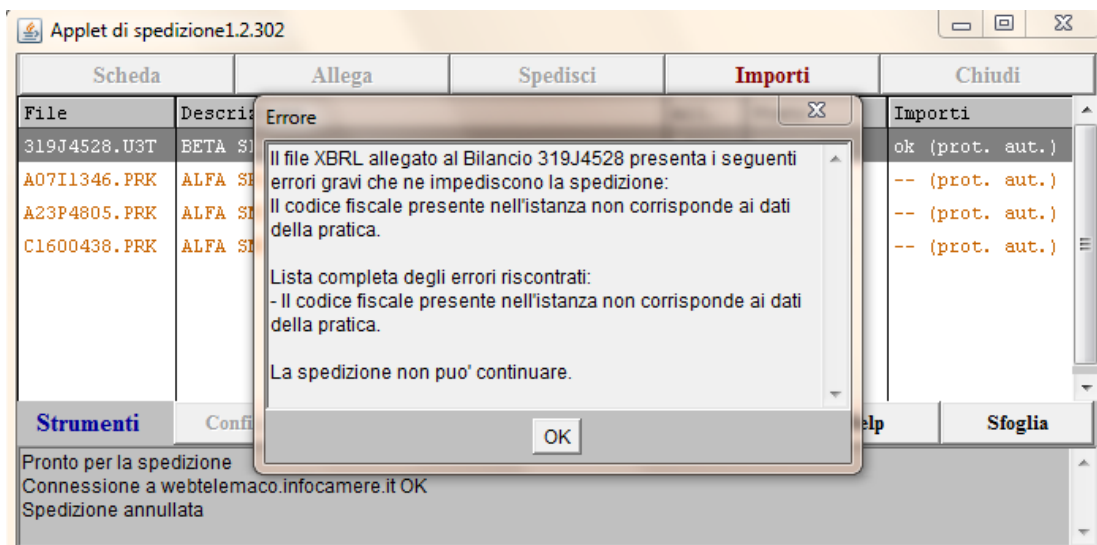 Applet di spedizione1.2.302
Scheda Allega Spedisci Importi Chiudi
File Importi
319J4528.U3T BETA ok (prot. aut.)
A07I1346.PRK ALFA -- (prot. aut.)
A23P4805.PRK ALFA -- (prot. aut.)
C1600438.PRK ALFA -- (prot. aut.)
Errore
Il file XBRL allegato al Bilancio 319J4528 presenta i seguenti
errori gravi che ne impediscono la spedizione:
Il codice fiscale presente nell'istanza non corrisponde ai dati
della pratica.
Lista completa degli errori riscontrati:
- Il codice fiscale presente nell'istanza non corrisponde ai dati
della pratica.
La spedizione non puo' continuare.
OK
Strumenti Sfoglia
Pronto per la spedizione
Connessione a webtelemaco.infocamere.it OK
Spedizione annullata